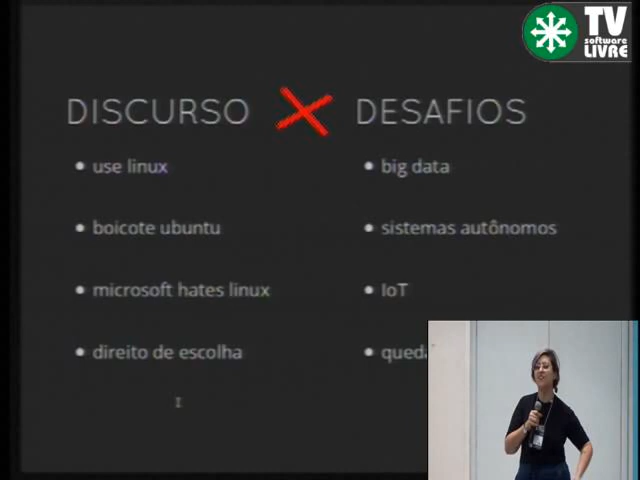 TV
software
LIVRE
DISCURSO X DESAFIOS
use linux
boicote ubuntu
microsoft hates linux
direito de escolha
big data
sistemas autônomos
IoT